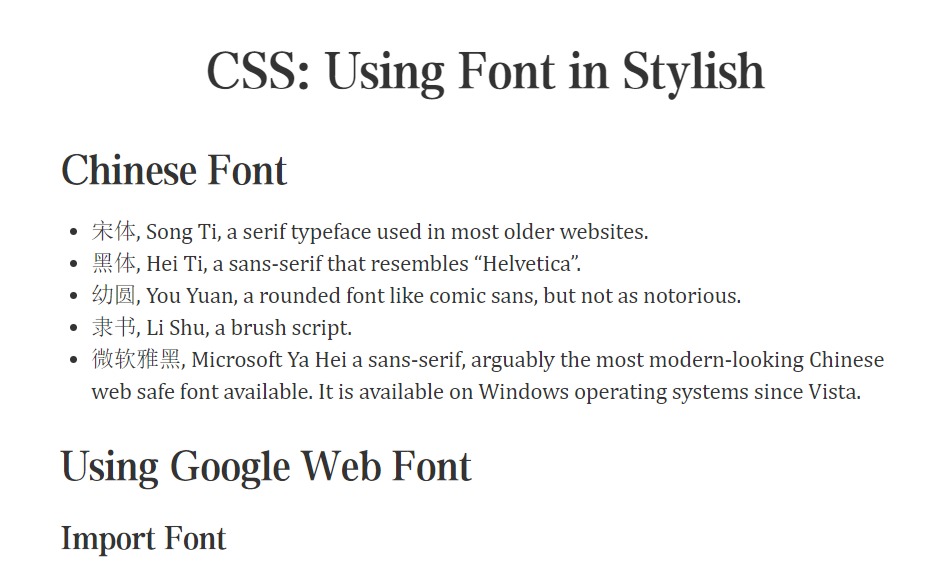 CSS: Using Font in Stylish
Chinese Font
• 宋体, Song Ti, a serif typeface used in most older websites.
• 黑体, Hei Ti, a sans-serif that resembles “Helvetica”.
• 幼圆, You Yuan, a rounded font like comic sans, but not as notorious.
• 隶书, Li Shu, a brush script.
• 微软雅黑, Microsoft Ya Hei a sans-serif, arguably the most modern-looking Chinese
web safe font available. It is available on Windows operating systems since Vista.
Using Google Web Font
Import Font